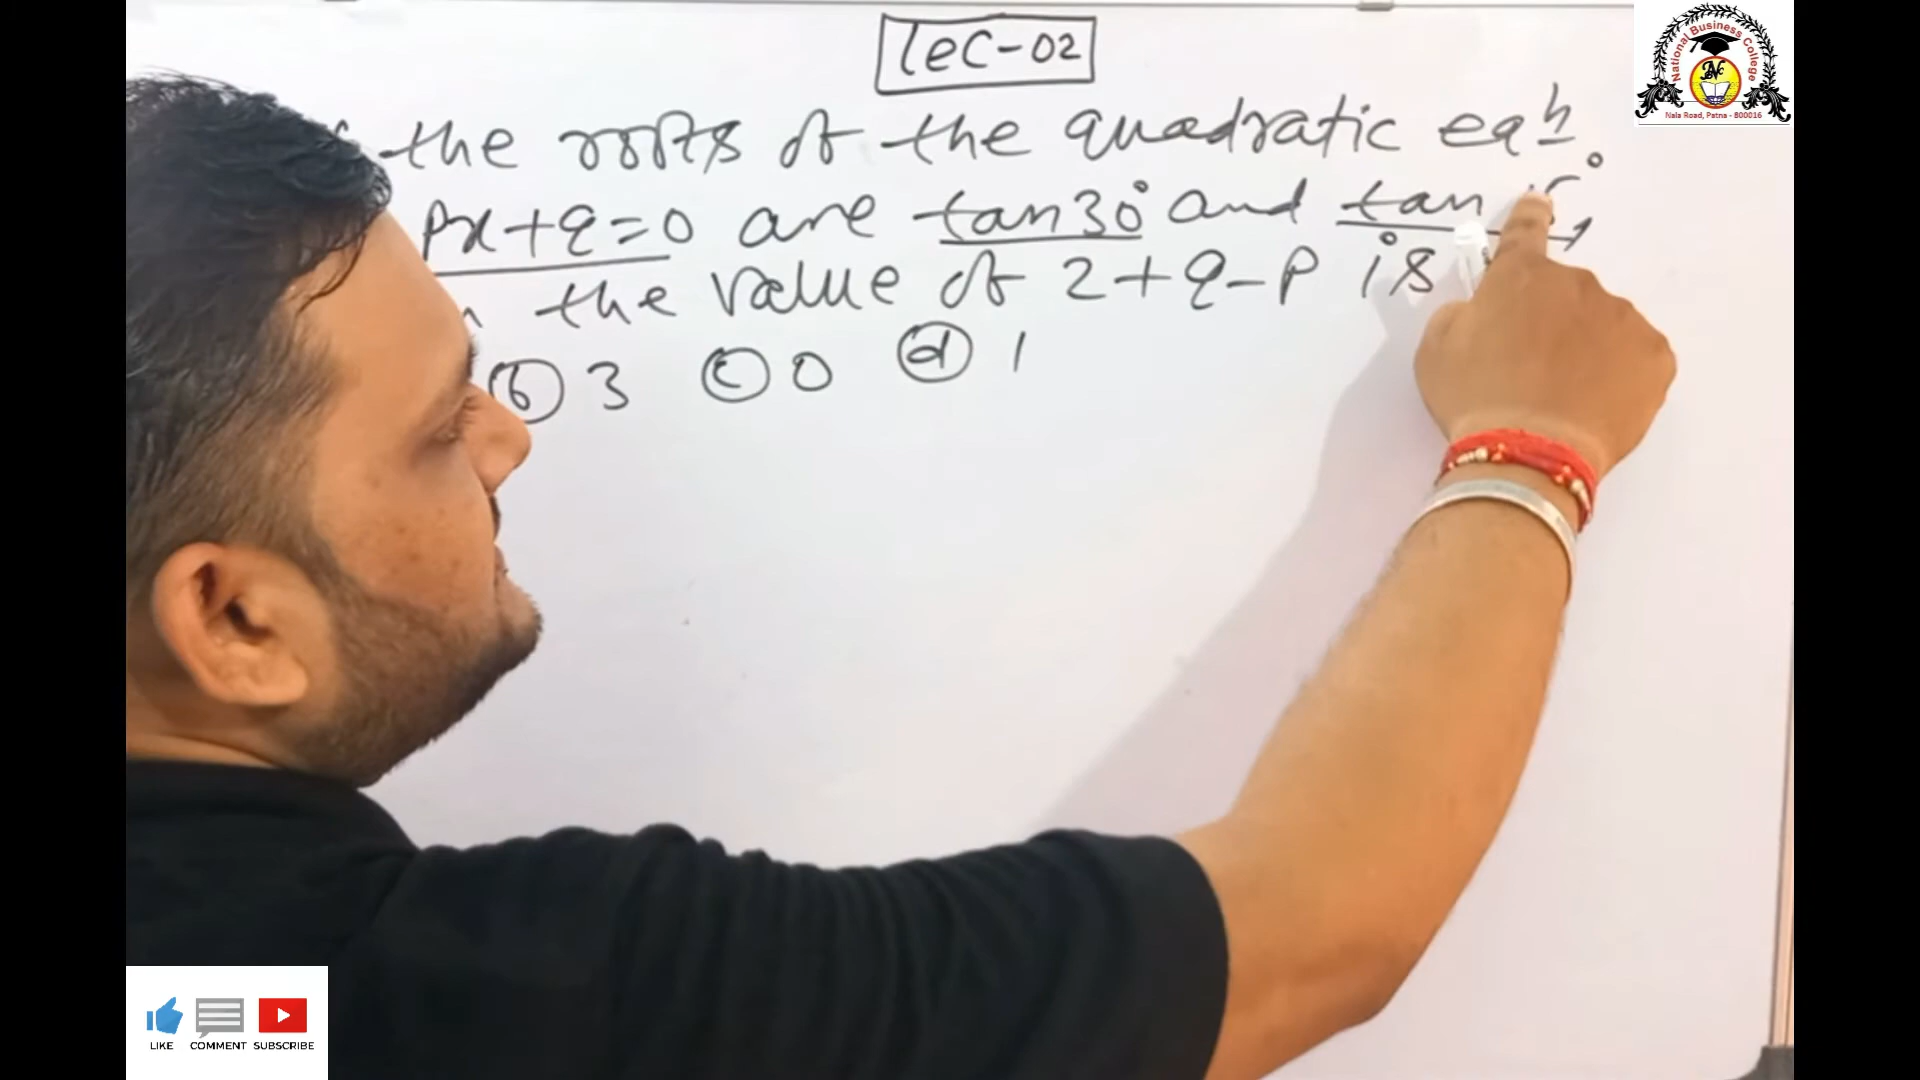 Lec-02
the roots of the quadratic eqn
px+q=0 are tan30° and tan
the value of 2+q-p is
(b) 3 (c) 0 (d) 1
National Business College
Nala Road, Patna - 800016
LIKE COMMENT SUBSCRIBE